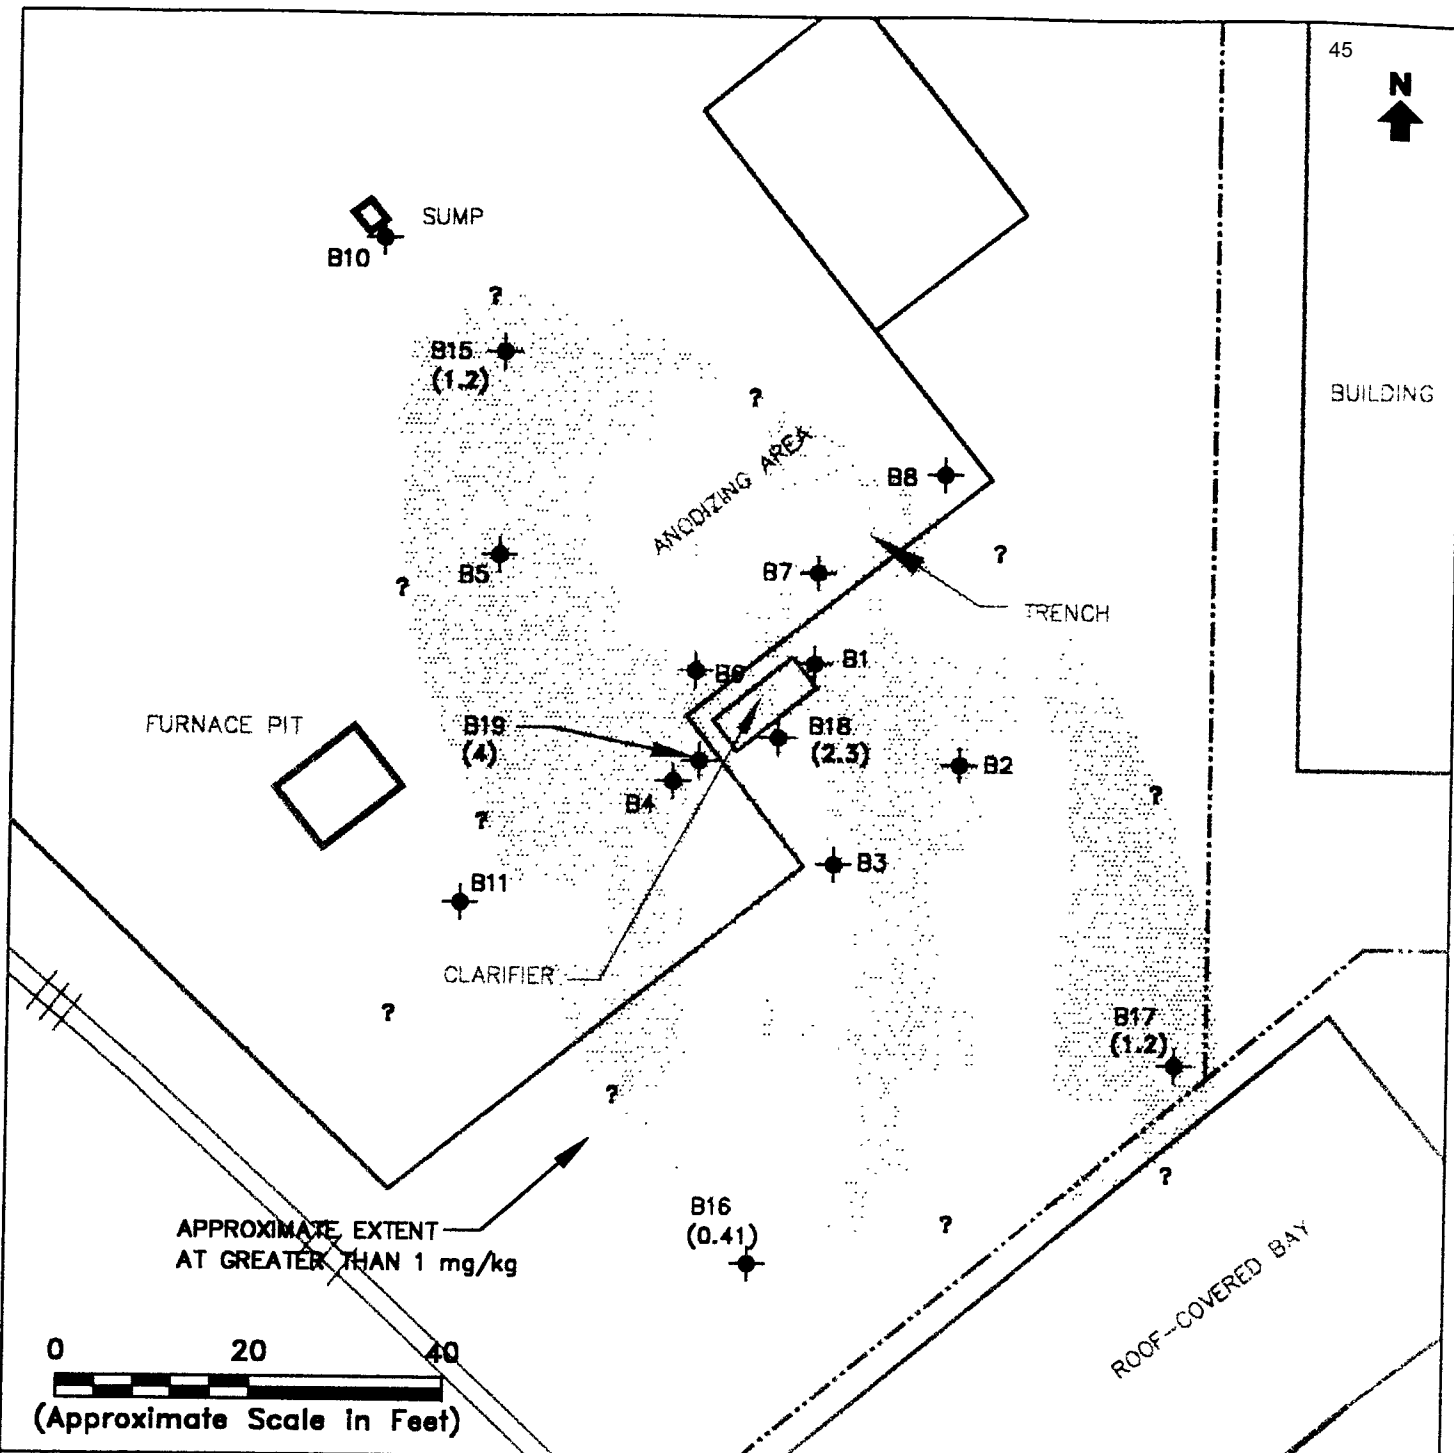 45
N
SUMP
B10
?
B15
(1.2)
BUILDING
?
ANODIZING AREA
B8
?
B5
B7
?
TRENCH
B1
FURNACE PIT
B19
(4)
B18
(2.3)
B2
?
B4
?
B3
B11
CLARIFIER
?
B17
(1.2)
?
?
B16
(0.41)
?
APPROXIMATE EXTENT
AT GREATER THAN 1 mg/kg
ROOF-COVERED BAY
0 20 40
(Approximate Scale in Feet)